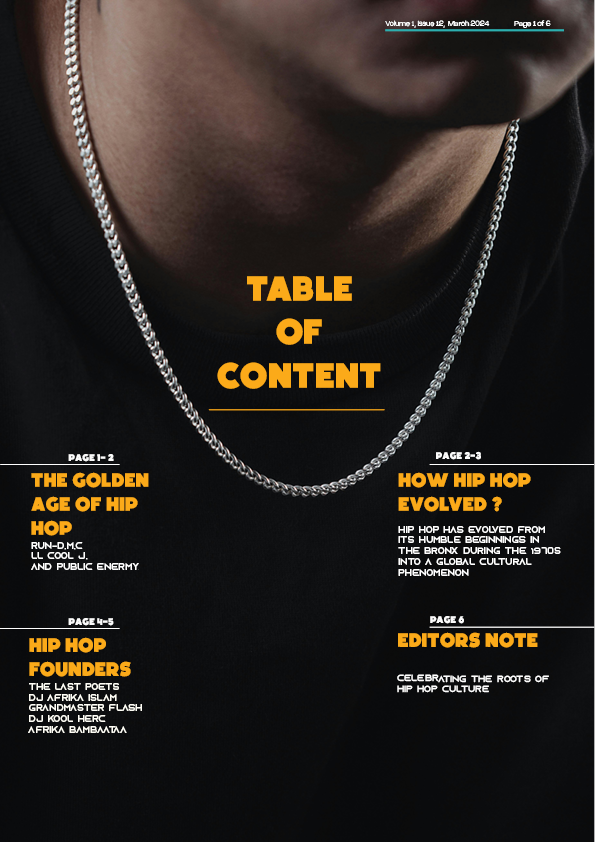 Volume 1, Issue 12, March 2024 Page 1 of 6
TABLE
OF
CONTENT
PAGE 1- 2
THE GOLDEN
AGE OF HIP
HOP
RUN-D.M.C
LL COOL J,
AND PUBLIC ENERMY
PAGE 2-3
HOW HIP HOP
EVOLVED ?
HIP HOP HAS EVOLVED FROM
ITS HUMBLE BEGINNINGS IN
THE BRONX DURING THE 1970S
INTO A GLOBAL CULTURAL
PHENOMENON
PAGE 4-5
HIP HOP
FOUNDERS
THE LAST POETS
DJ AFRIKA ISLAM
GRANDMASTER FLASH
DJ KOOL HERC
AFRIKA BAMBAATAA
PAGE 6
EDITORS NOTE
CELEBRATING THE ROOTS OF
HIP HOP CULTURE